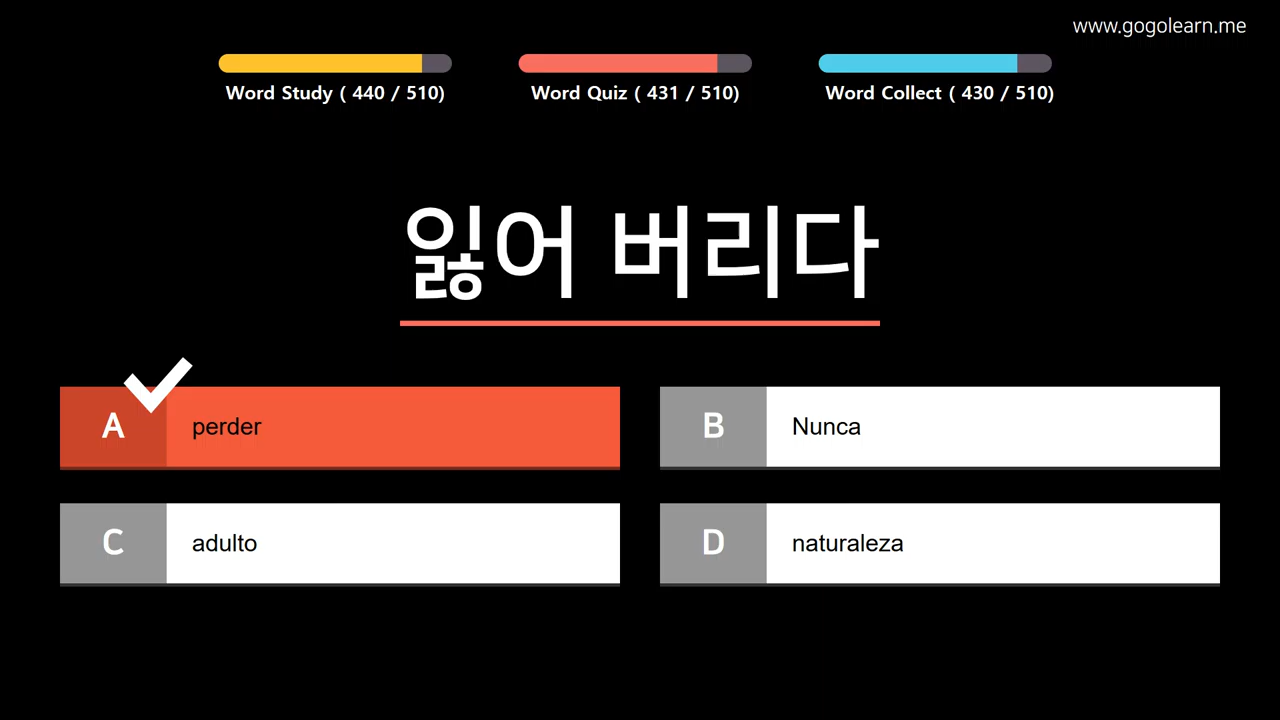 www.gogolearn.me
Word Study ( 440 / 510)
Word Quiz ( 431 / 510)
Word Collect ( 430 / 510)
잃어 버리다
A perder
B Nunca
C adulto
D naturaleza